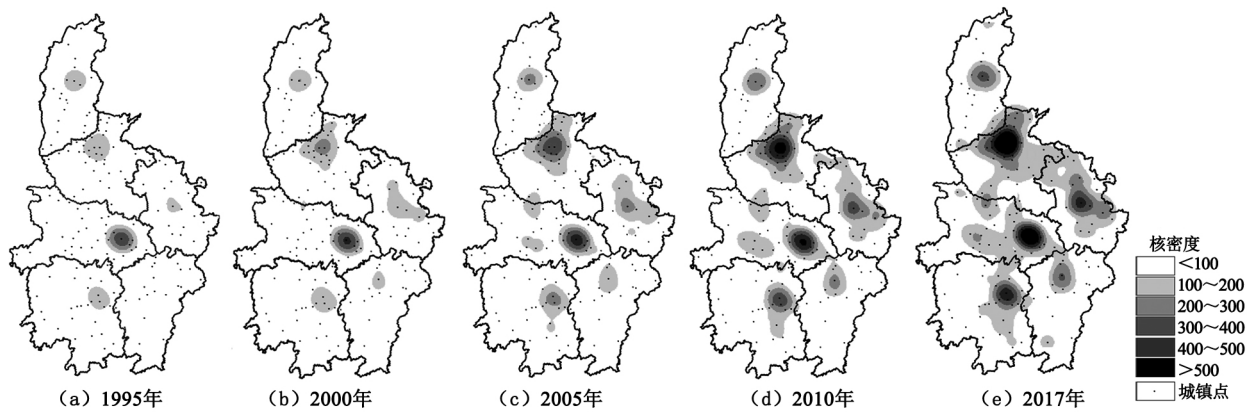 核密度
<100
100～200
200～300
300～400
400～500
>500
城镇点
（a）1995年
（b）2000年
（c）2005年
（d）2010年
（e）2017年